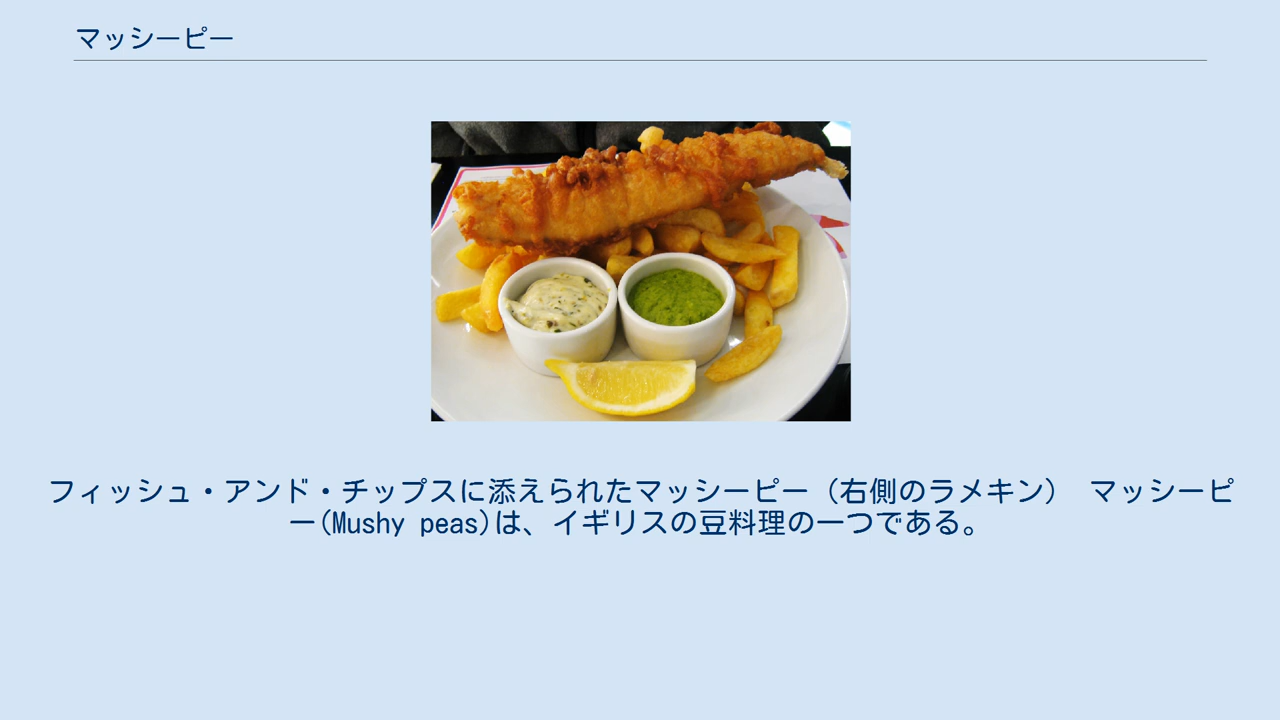 マッシーピー
フィッシュ・アンド・チップスに添えられたマッシーピー（右側のラメキン） マッシーピ
ー(Mushy peas)は、イギリスの豆料理の一つである。